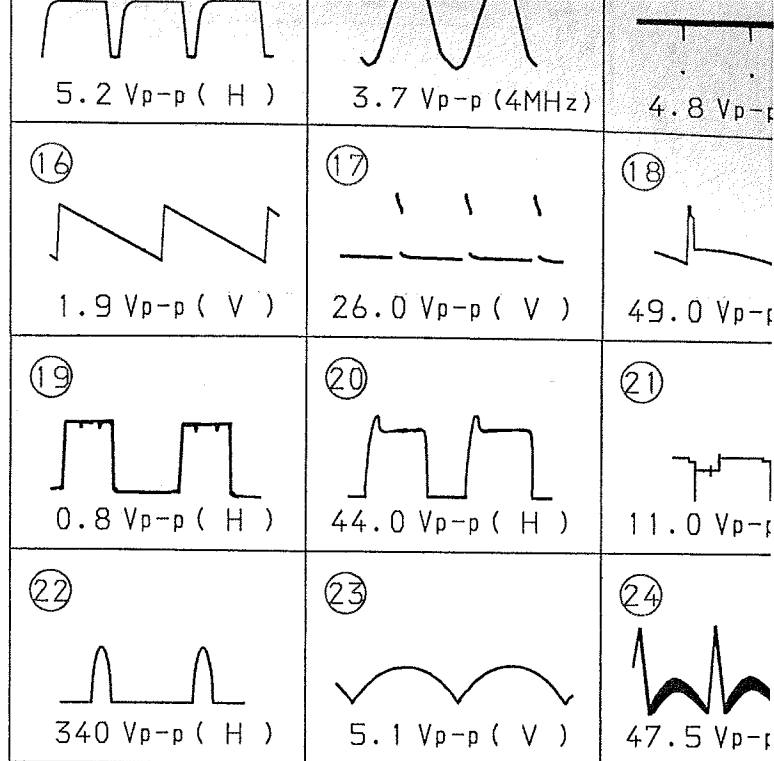 5.2 Vp-p ( H )
3.7 Vp-p (4MHz)
4.8 Vp-p
16
17
18
1.9 Vp-p ( V )
26.0 Vp-p ( V )
49.0 Vp-p
19
20
21
0.8 Vp-p ( H )
44.0 Vp-p ( H )
11.0 Vp-p
22
23
24
340 Vp-p ( H )
5.1 Vp-p ( V )
47.5 Vp-p